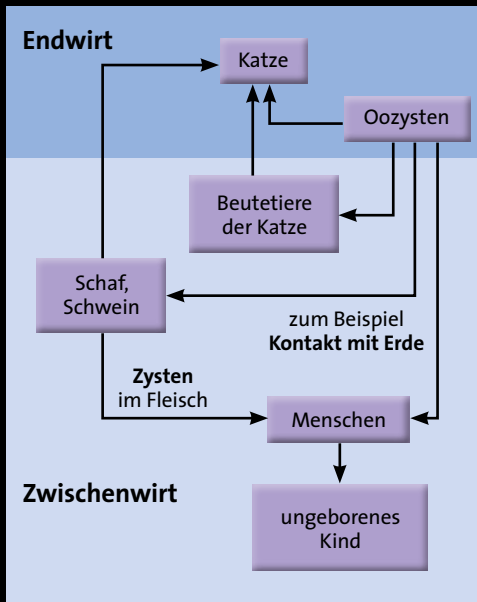 Endwirt
Katze
Oozysten
Beutetiere
der Katze
Schaf,
Schwein
zum Beispiel
Kontakt mit Erde
Zysten
im Fleisch
Menschen
Zwischenwirt
ungeborenes
Kind